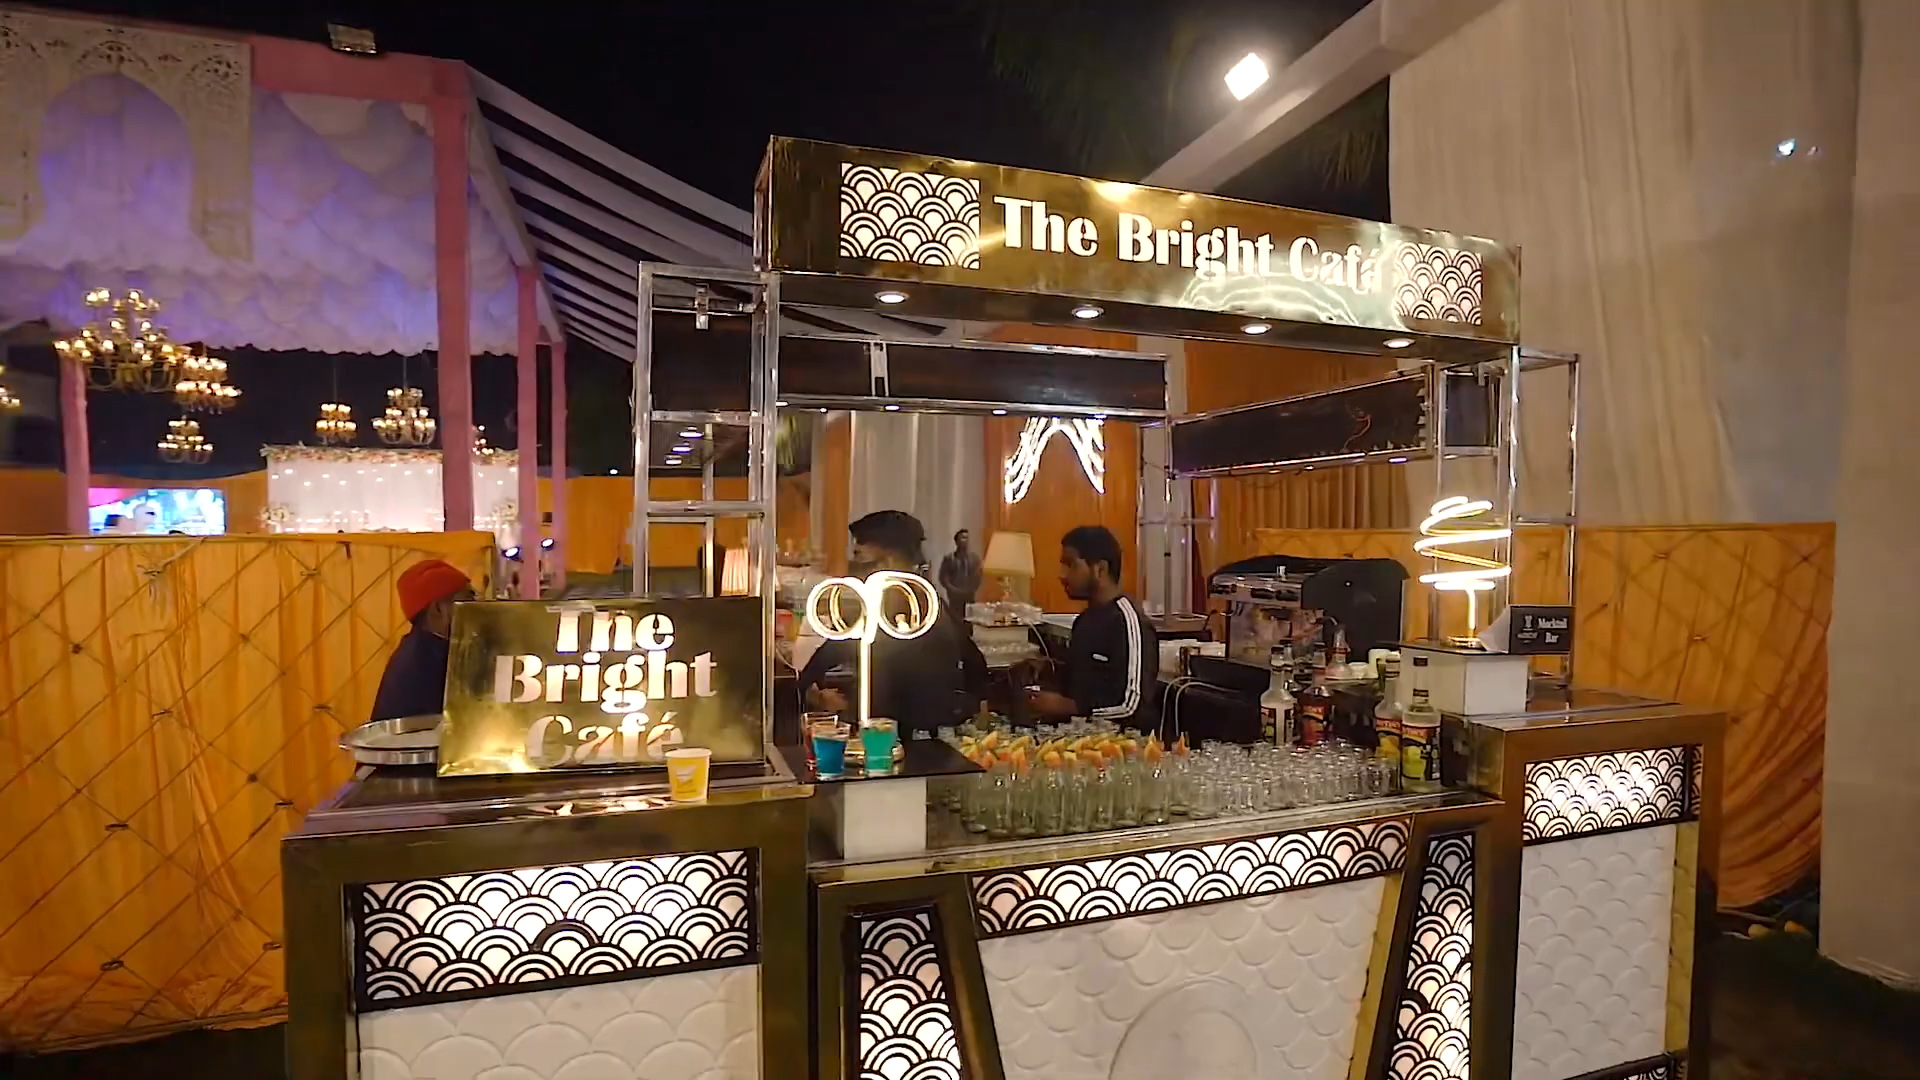 The Bright Café
The
Bright
Café
Mocktail
Bar